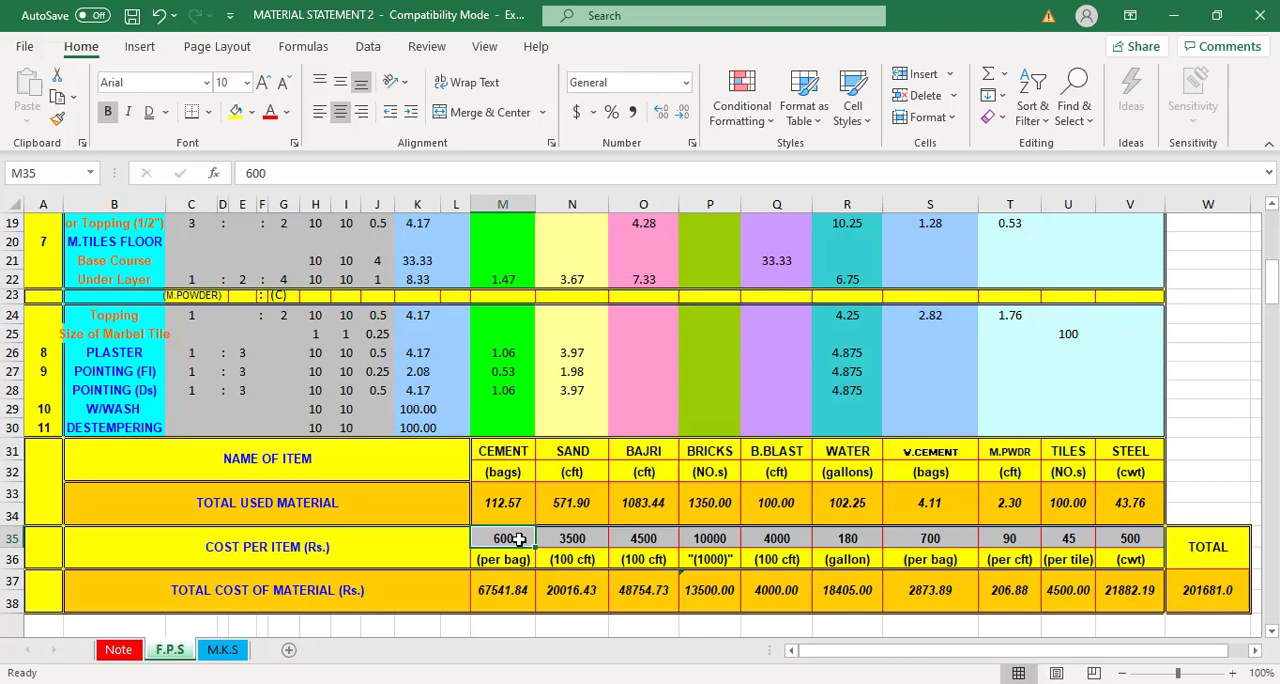 AutoSave Off MATERIAL STATEMENT 2 - Compatibility Mode - Ex... Search
File Home Insert Page Layout Formulas Data Review View Help Share Comments
Paste Arial 10 Wrap Text General Conditional Formatting Format as Table Cell Styles Insert Delete Format Sort & Filter Find & Select Ideas Sensitivity
B I D Merge & Center $ %
Clipboard Font Alignment Number Styles Cells Editing Ideas Sensitivity
M35 fx 600
A B C D E F G H I J K L M N O P Q R S T U V W
19 or Topping (1/2") 3 : : 2 10 10 0.5 4.17 4.28 10.25 1.28 0.53
20 7 M.TILES FLOOR
21 Base Course 10 10 4 33.33 33.33
22 Under Layer 1 : 2 : 4 10 10 1 8.33 1.47 3.67 7.33 6.75
23 (M.POWDER) : (C)
24 Topping 1 : 2 10 10 0.5 4.17 4.25 2.82 1.76
25 Size of Marbel Tile 1 1 0.25 100
26 8 PLASTER 1 : 3 10 10 0.5 4.17 1.06 3.97 4.875
27 9 POINTING (Fl) 1 : 3 10 10 0.25 2.08 0.53 1.98 4.875
28 POINTING (Ds) 1 : 3 10 10 0.5 4.17 1.06 3.97 4.875
29 10 W/WASH 10 10 100.00
30 11 DESTEMPERING 10 10 100.00
31 NAME OF ITEM CEMENT SAND BAJRI BRICKS B.BLAST WATER W.CEMENT M.PWDR TILES STEEL
32 (bags) (cft) (cft) (NO.s) (cft) (gallons) (bags) (cft) (NO.s) (cwt)
33 TOTAL USED MATERIAL 112.57 571.90 1083.44 1350.00 100.00 102.25 4.11 2.30 100.00 43.76
34
35 COST PER ITEM (Rs.) 600 3500 4500 10000 4000 180 700 90 45 500 TOTAL
36 (per bag) (100 cft) (100 cft) "(1000)" (100 cft) (gallon) (per bag) (per cft) (per tile) (cwt)
37 TOTAL COST OF MATERIAL (Rs.) 67541.84 20016.43 48754.73 13500.00 4000.00 18405.00 2873.89 206.88 4500.00 21882.19 201681.0
38
Note F.P.S M.K.S
Ready 100%